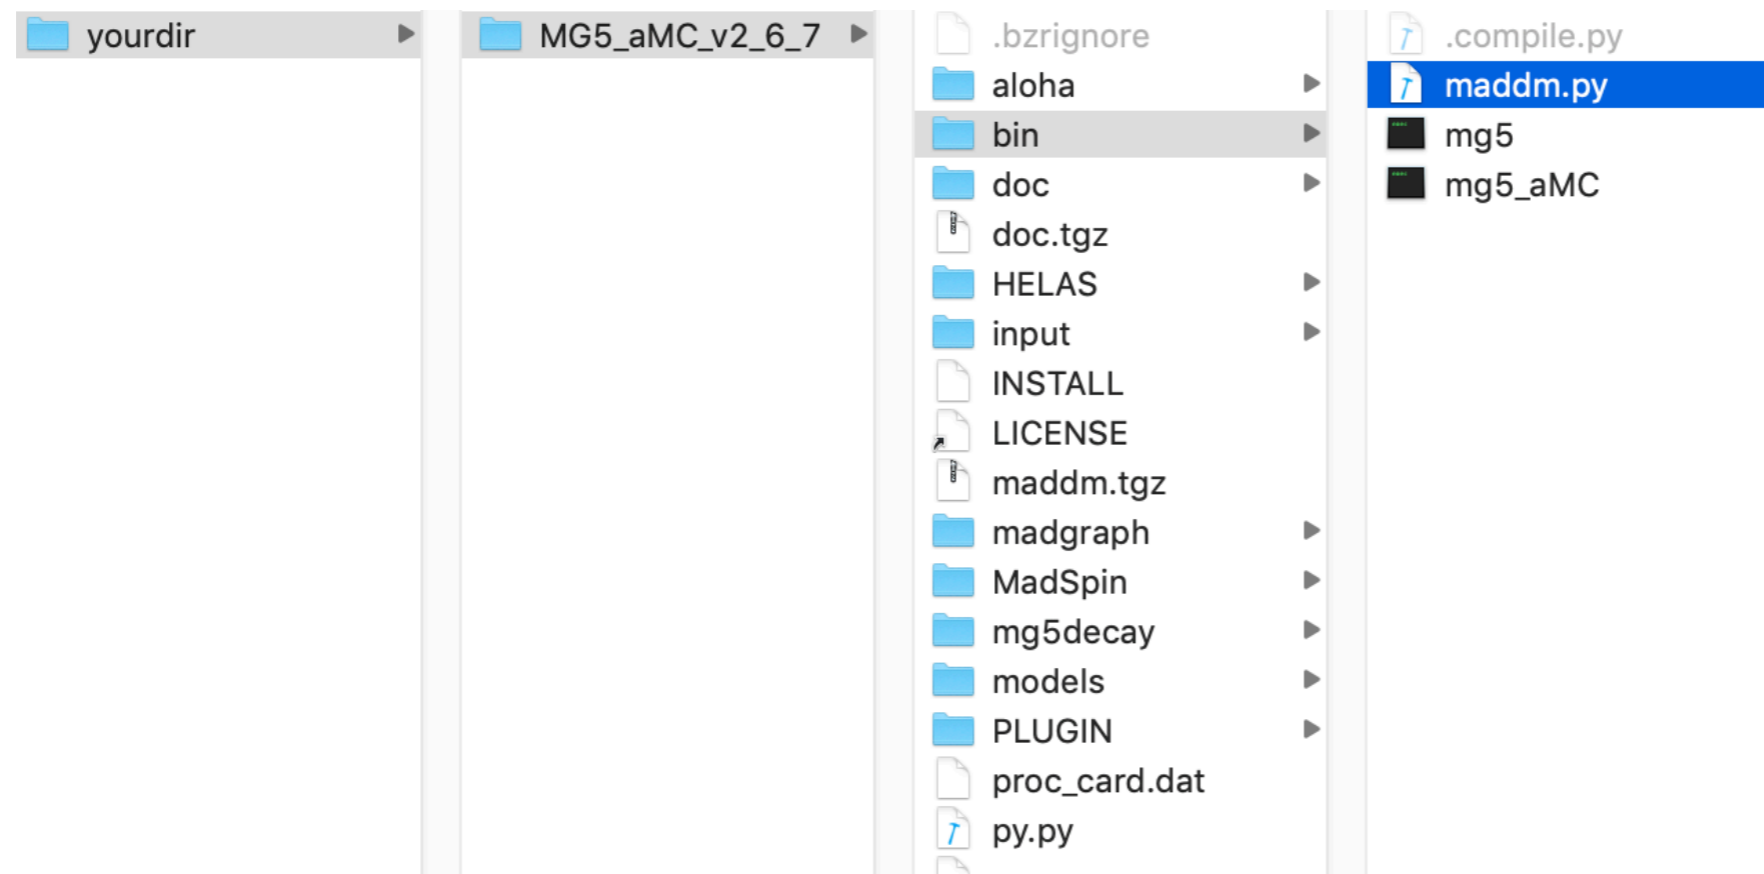 yourdir
MG5_aMC_v2_6_7
.bzrignore
aloha
bin
doc
doc.tgz
HELAS
input
INSTALL
LICENSE
maddm.tgz
madgraph
MadSpin
mg5decay
models
PLUGIN
proc_card.dat
py.py
.compile.py
maddm.py
mg5
mg5_aMC